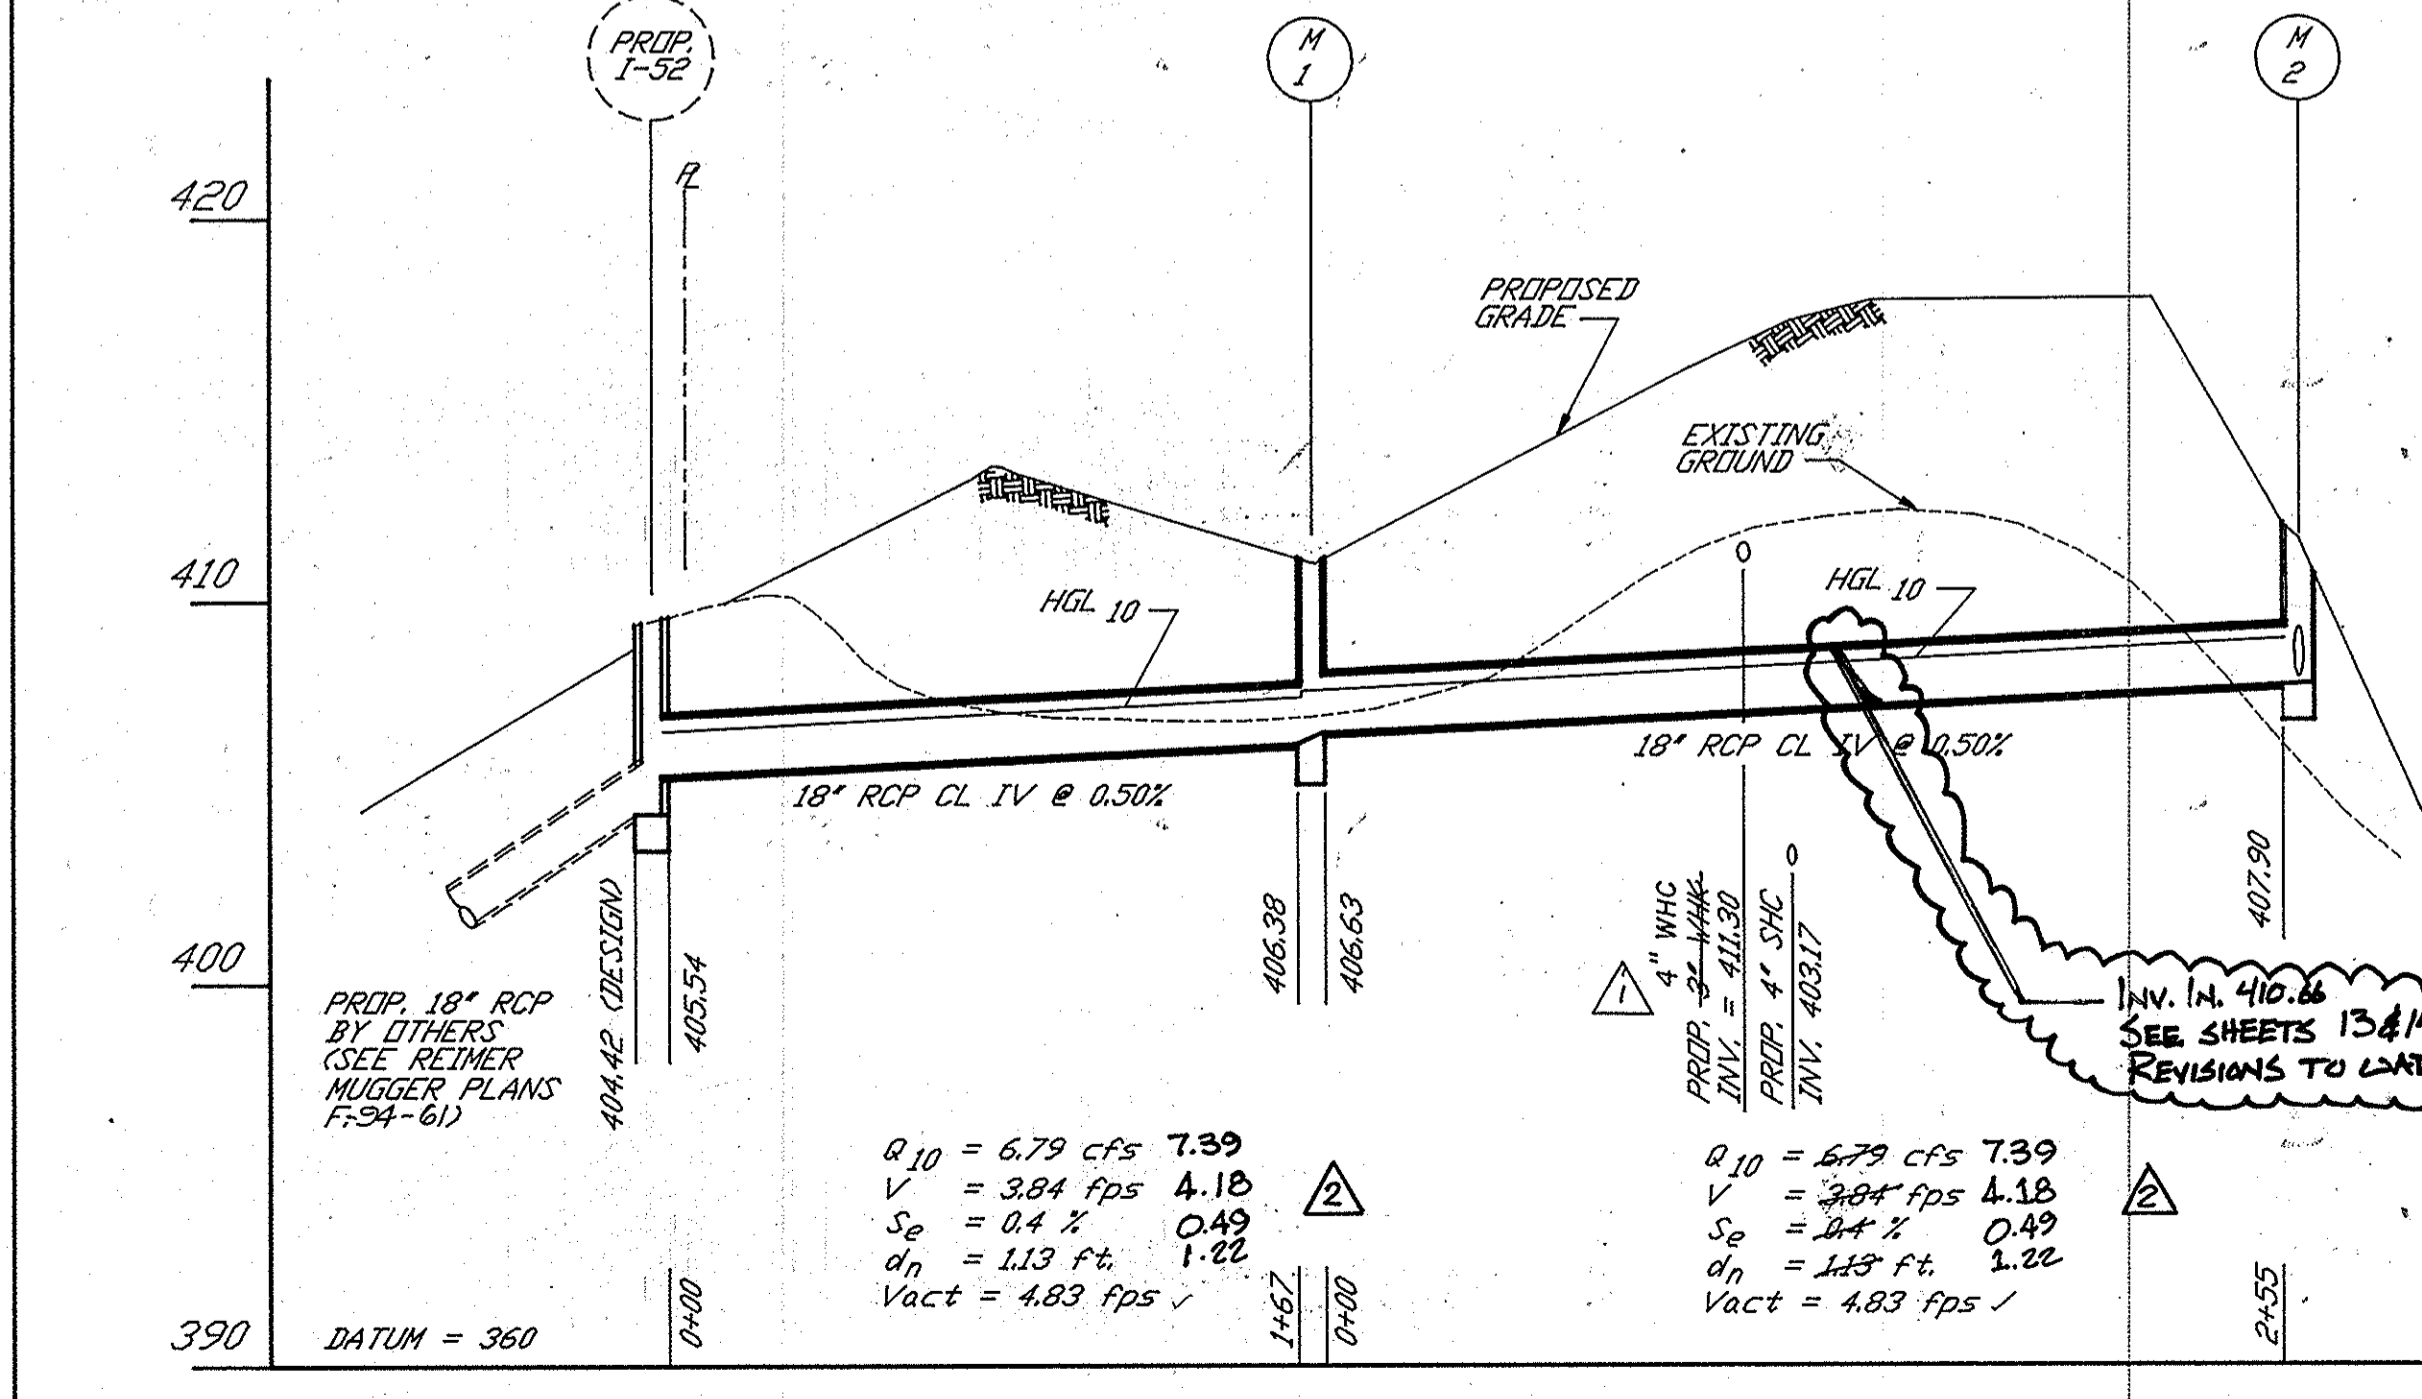 PROP.
I-52
M
1
M
2
PL
420
410
400
390
PROPOSED
GRADE
EXISTING
GROUND
HGL 10
HGL 10
18" RCP CL IV @ 0.50%
18" RCP CL IV @ 0.50%
PROP. 18" RCP
BY OTHERS
(SEE REIMER
MUGGER PLANS
F-94-61)
404.42 (DESIGN)
405.54
406.38
406.63
1
4" WHC
PROP. 3" WHK
INV. = 411.30
PROP. 4" SHC
INV. 403.17
407.90
INV. IN. 410.66
SEE SHEETS 13 &
REVISIONS TO
Q10 = 6.79 cfs 7.39
V = 3.84 fps 4.18
Se = 0.4 % 0.49
dn = 1.13 ft. 1.22
Vact = 4.83 fps ✓
2
Q10 = 6.79 cfs 7.39
V = 3.84 fps 4.18
Se = 0.4 % 0.49
dn = 1.13 ft. 1.22
Vact = 4.83 fps ✓
2
DATUM = 360
0+00
1+67
0+00
2+55